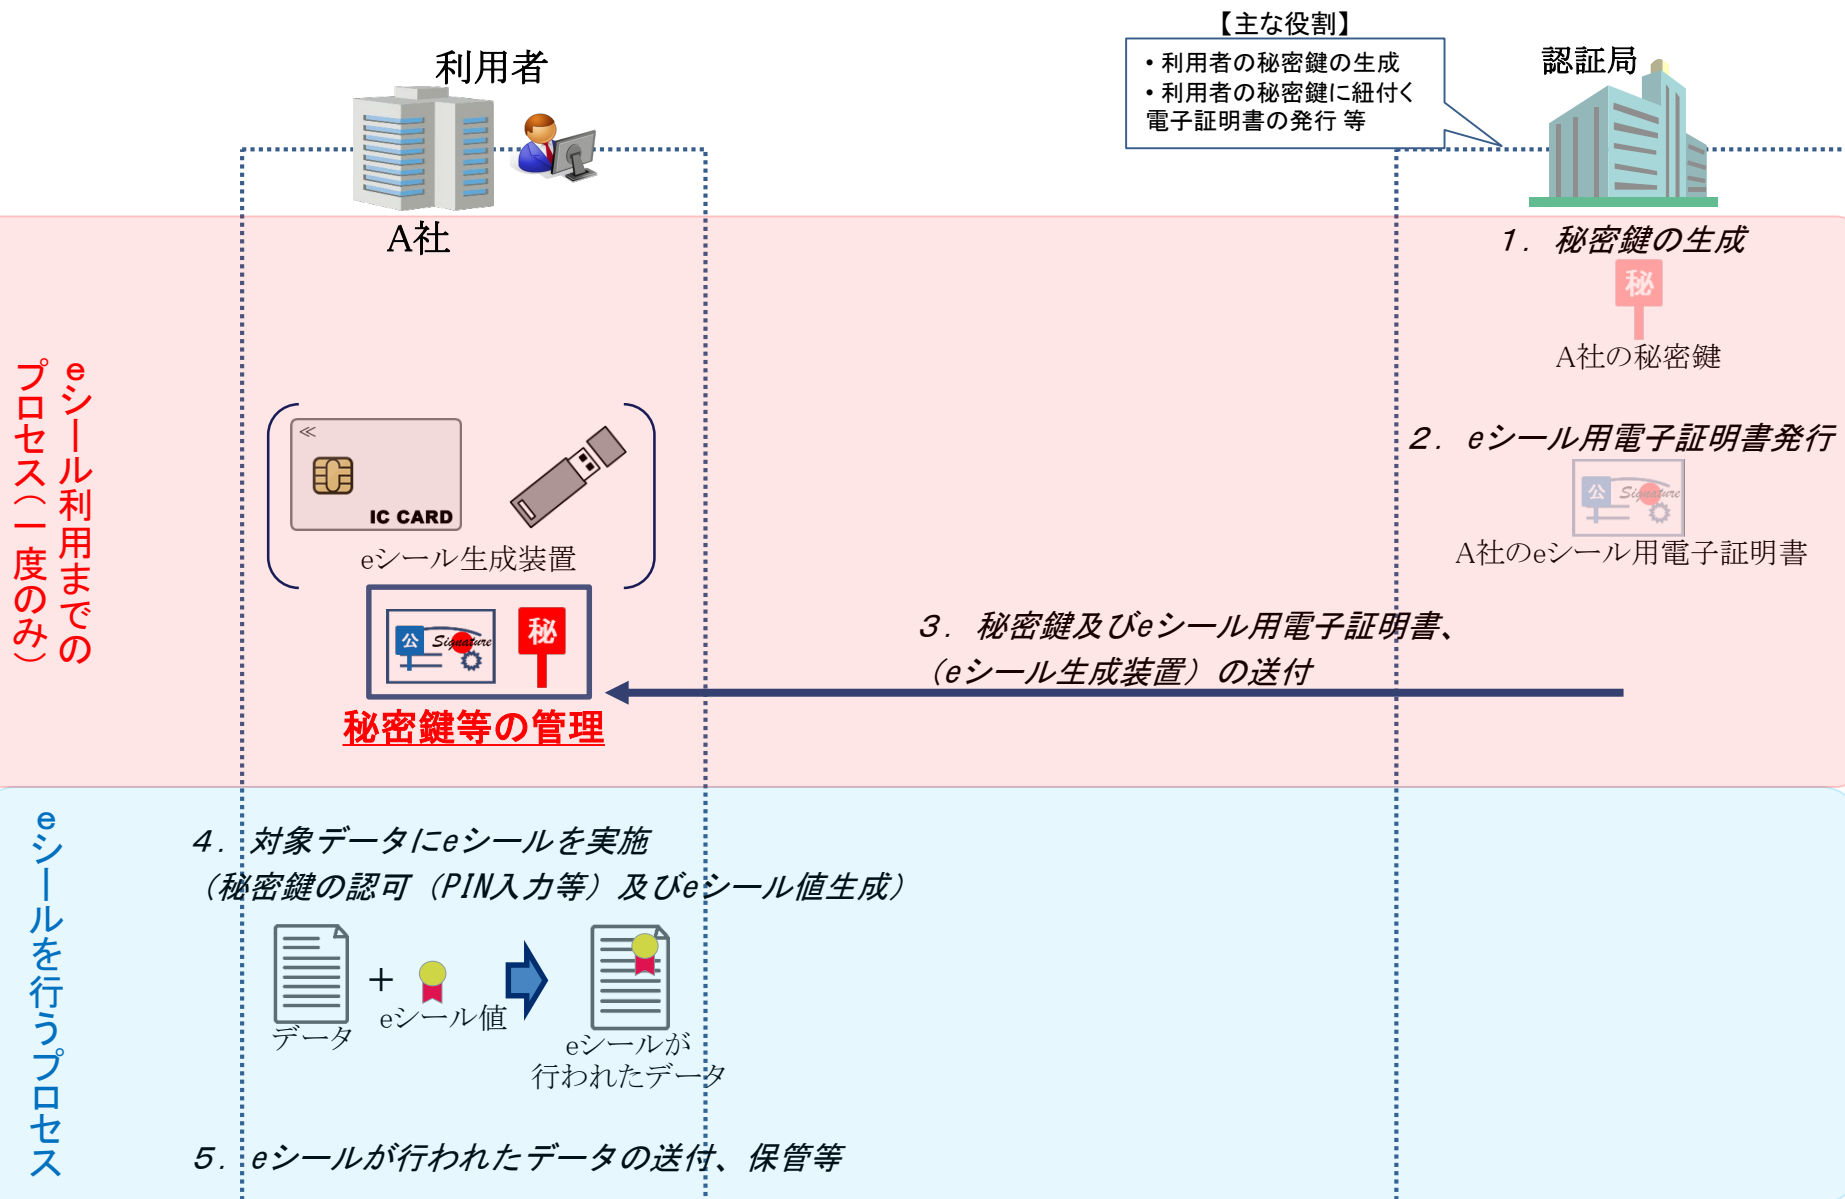 【主な役割】
・利用者の秘密鍵の生成
・利用者の秘密鍵に紐付く
電子証明書の発行 等
利用者
認証局
A社
1. 秘密鍵の生成
秘
A社の秘密鍵
2. eシール用電子証明書発行
公 Signature
A社のeシール用電子証明書
eシール利用までの
プロセス(一度のみ)
≪
IC CARD
eシール生成装置
公 Signature 秘
秘密鍵等の管理
3. 秘密鍵及びeシール用電子証明書、
(eシール生成装置)の送付
eシールを行うプロセス
4. 対象データにeシールを実施
(秘密鍵の認可(PIN入力等)及びeシール値生成)
データ
+
eシール値
eシールが
行われたデータ
5. eシールが行われたデータの送付、保管等